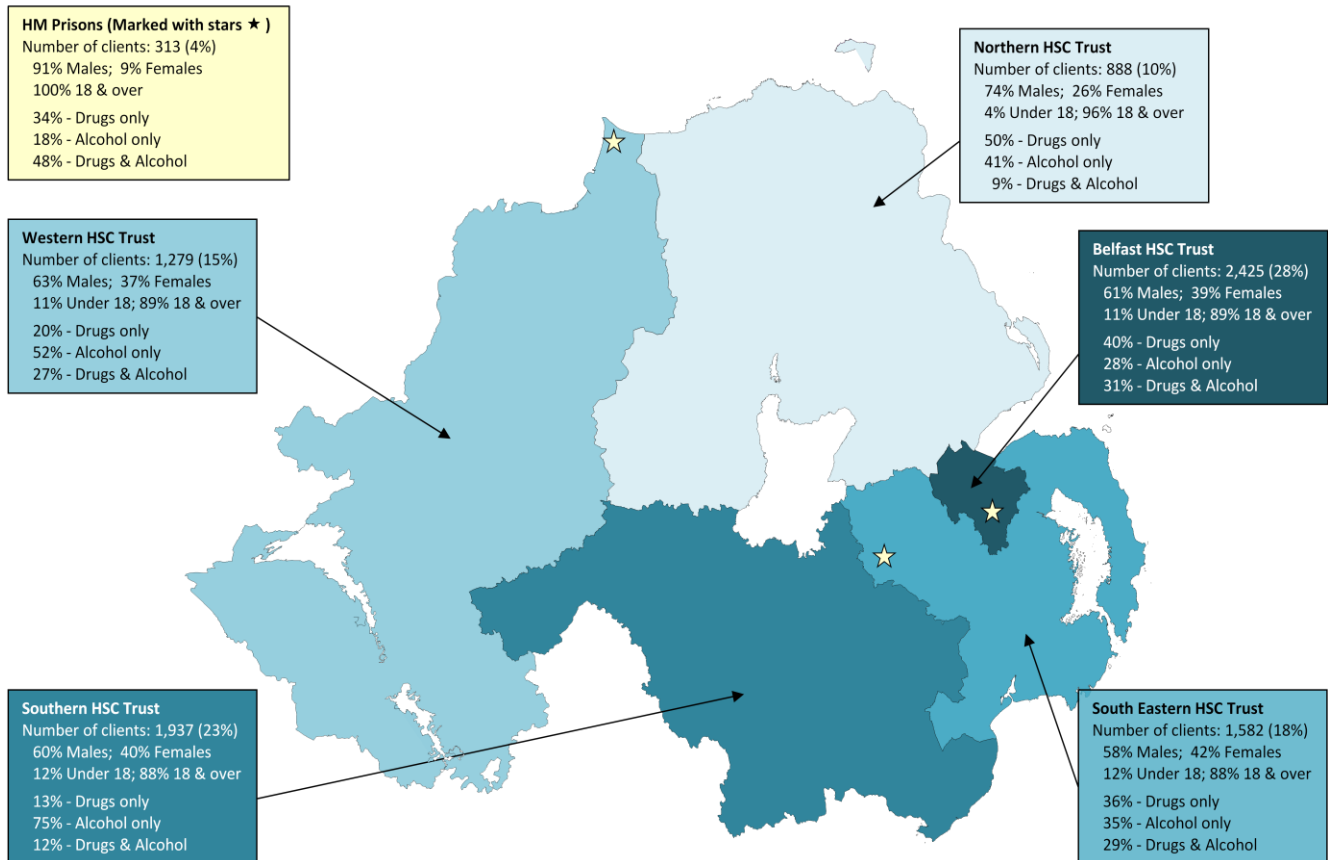 HM Prisons (Marked with stars ★ )
Number of clients: 313 (4%)
91% Males; 9% Females
100% 18 & over
34% - Drugs only
18% - Alcohol only
48% - Drugs & Alcohol
Northern HSC Trust
Number of clients: 888 (10%)
74% Males; 26% Females
4% Under 18; 96% 18 & over
50% - Drugs only
41% - Alcohol only
9% - Drugs & Alcohol
Western HSC Trust
Number of clients: 1,279 (15%)
63% Males; 37% Females
11% Under 18; 89% 18 & over
20% - Drugs only
52% - Alcohol only
27% - Drugs & Alcohol
Belfast HSC Trust
Number of clients: 2,425 (28%)
61% Males; 39% Females
11% Under 18; 89% 18 & over
40% - Drugs only
28% - Alcohol only
31% - Drugs & Alcohol
Southern HSC Trust
Number of clients: 1,937 (23%)
60% Males; 40% Females
12% Under 18; 88% 18 & over
13% - Drugs only
75% - Alcohol only
12% - Drugs & Alcohol
South Eastern HSC Trust
Number of clients: 1,582 (18%)
58% Males; 42% Females
12% Under 18; 88% 18 & over
36% - Drugs only
35% - Alcohol only
29% - Drugs & Alcohol